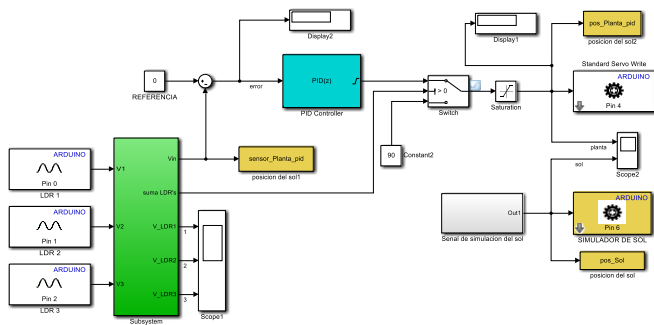 Display2
Display1
pos_Planta_pid
posicion del sol2
0
REFERENCIA
error
PID(z)
PID Controller
> 0
Switch
Saturation
Standard Servo Write
ARDUINO
Pin 4
90
Constant2
planta
sol
Scope2
ARDUINO
Pin 0
LDR 1
ARDUINO
Pin 1
LDR 2
ARDUINO
Pin 2
LDR 3
V1
V2
V3
Vin
suma LDR's
V_LDR1
V_LDR2
V_LDR3
Subsystem
sensor_Planta_pid
posicion del sol1
1
2
3
Scope1
Out1
Senal de simulacion del sol
ARDUINO
Pin 6
SIMULADOR DE SOL
pos_Sol
posicion del sol